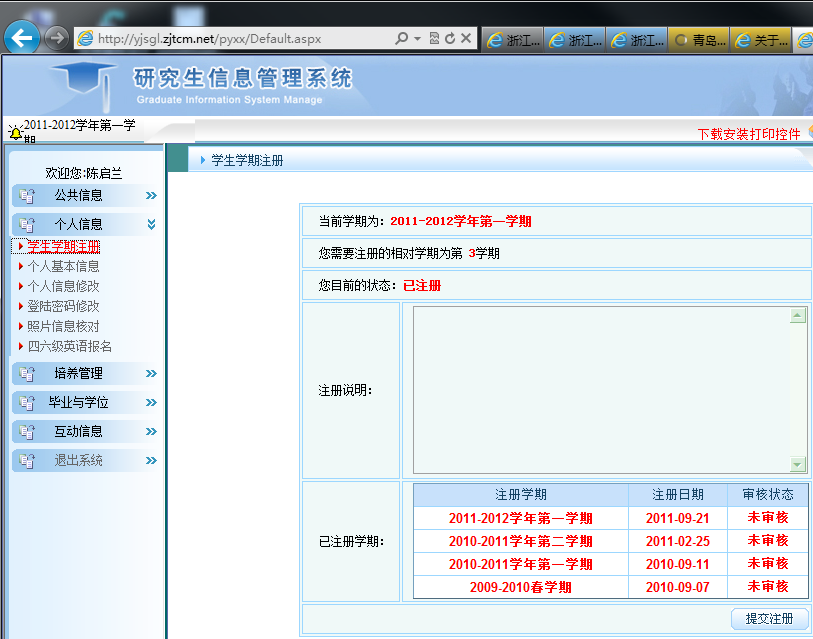 http://yjsgl.zjtcm.net/pyxx/Default.aspx
浙江...
浙江...
浙江...
青岛...
关于...
研究生信息管理系统
Graduate Information System Manage
2011-2012学年第一学
期
下载安装打印控件
欢迎您:陈启兰
公共信息
个人信息
学生学期注册
个人基本信息
个人信息修改
登陆密码修改
照片信息核对
四六级英语报名
培养管理
毕业与学位
互动信息
退出系统
学生学期注册
当前学期为：2011-2012学年第一学期
您需要注册的相对学期为第 3学期
您目前的状态：已注册
注册说明：
已注册学期：
注册学期 注册日期 审核状态
2011-2012学年第一学期 2011-09-21 未审核
2010-2011学年第二学期 2011-02-25 未审核
2010-2011学年第一学期 2010-09-11 未审核
2009-2010春学期 2010-09-07 未审核
提交注册